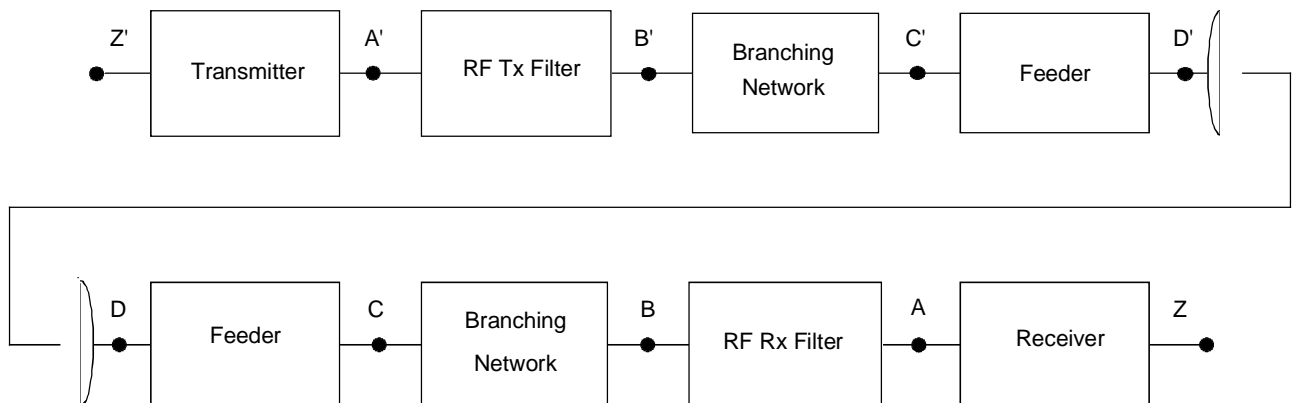 Z'
Transmitter
A'
RF Tx Filter
B'
Branching
Network
C'
Feeder
D'
D
Feeder
C
Branching
Network
B
RF Rx Filter
A
Receiver
Z